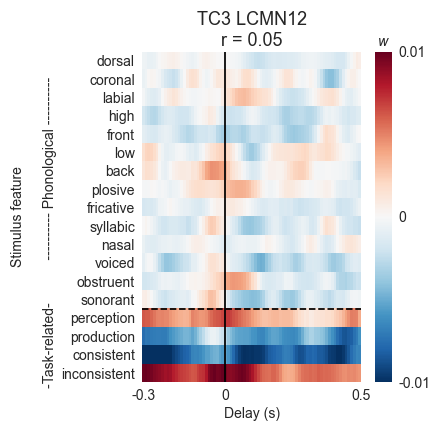 TC3 LCMN12
r = 0.05
w
dorsal
coronal
labial
high
front
low
back
plosive
fricative
syllabic
nasal
voiced
obstruent
sonorant
perception
production
consistent
inconsistent
Stimulus feature
-Task-related- ---------- Phonological ----------
0.01
0
-0.01
-0.3 0 0.5
Delay (s)